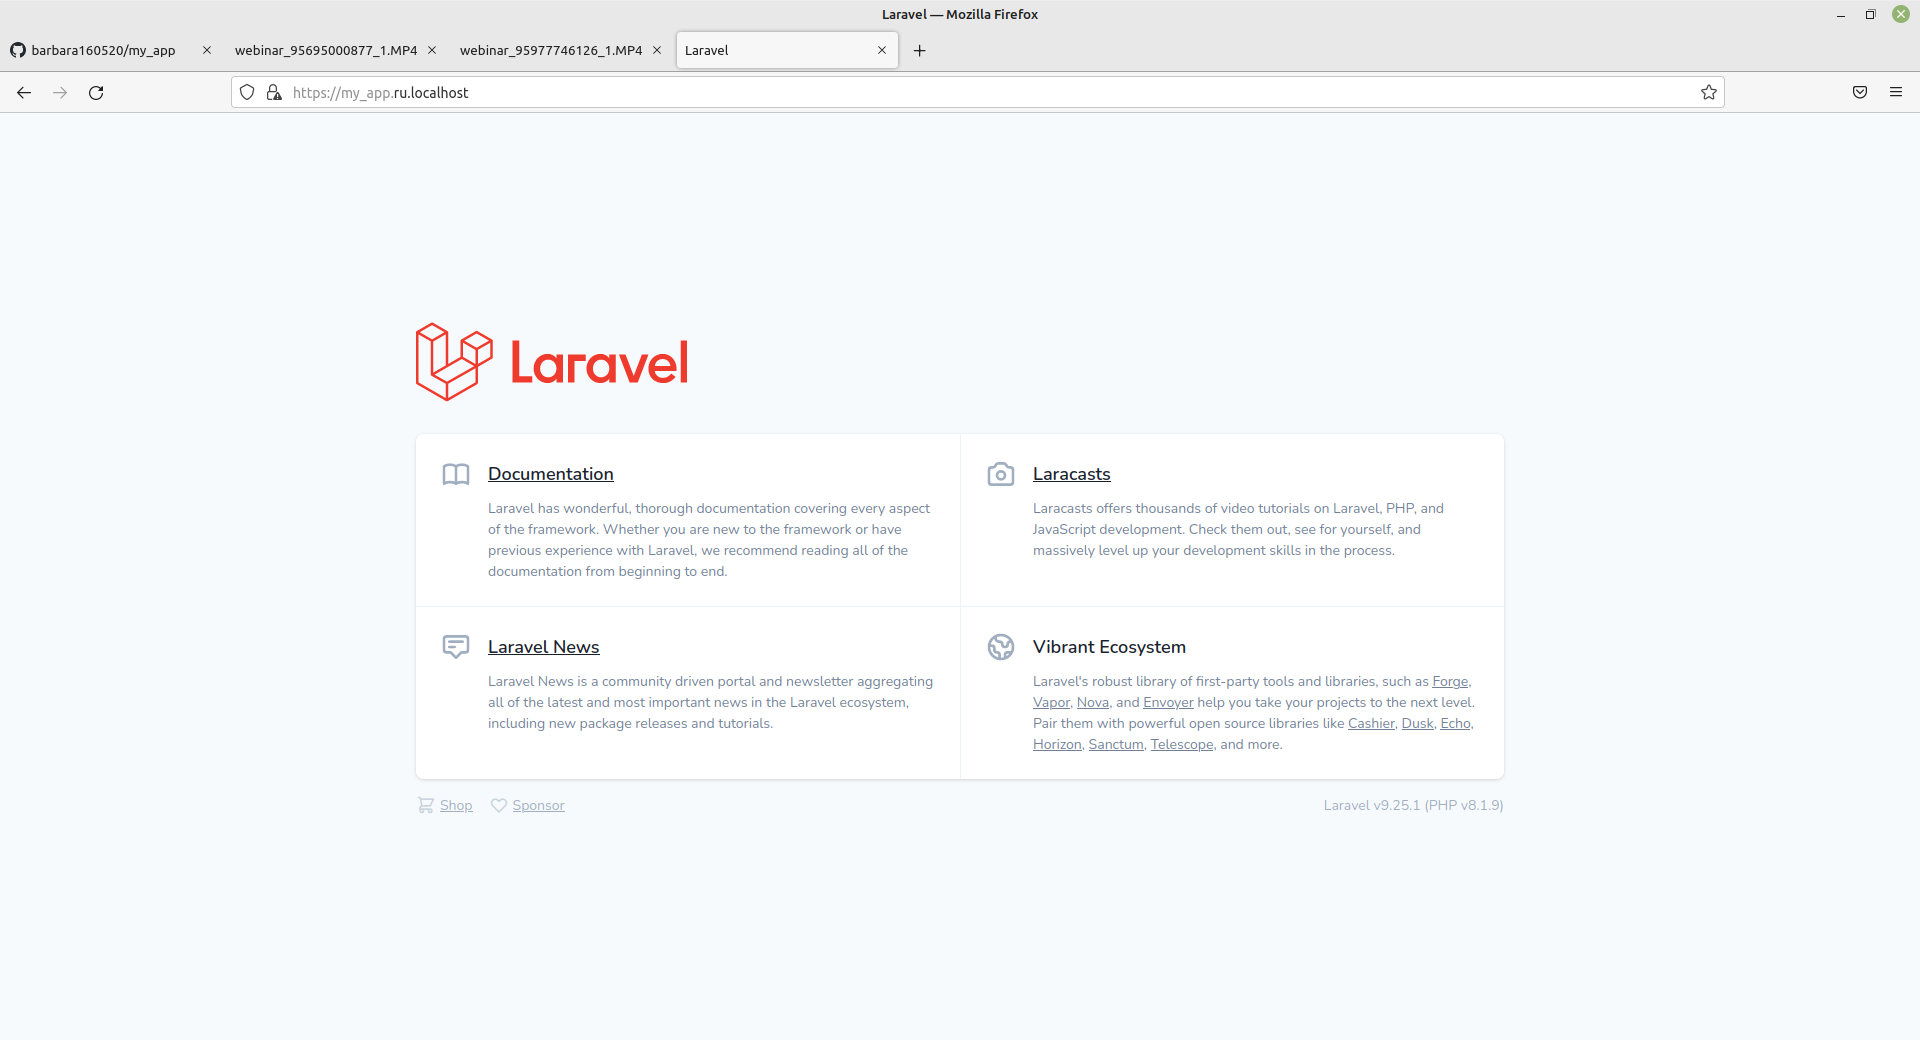 Laravel — Mozilla Firefox
barbara160520/my_app
webinar_95695000877_1.MP4
webinar_95977746126_1.MP4
Laravel
https://my_app.ru.localhost
Laravel
Documentation
Laravel has wonderful, thorough documentation covering every aspect
of the framework. Whether you are new to the framework or have
previous experience with Laravel, we recommend reading all of the
documentation from beginning to end.
Laracasts
Laracasts offers thousands of video tutorials on Laravel, PHP, and
JavaScript development. Check them out, see for yourself, and
massively level up your development skills in the process.
Laravel News
Laravel News is a community driven portal and newsletter aggregating
all of the latest and most important news in the Laravel ecosystem,
including new package releases and tutorials.
Vibrant Ecosystem
Laravel's robust library of first-party tools and libraries, such as Forge,
Vapor, Nova, and Envoyer help you take your projects to the next level.
Pair them with powerful open source libraries like Cashier, Dusk, Echo,
Horizon, Sanctum, Telescope, and more.
Shop
Sponsor
Laravel v9.25.1 (PHP v8.1.9)